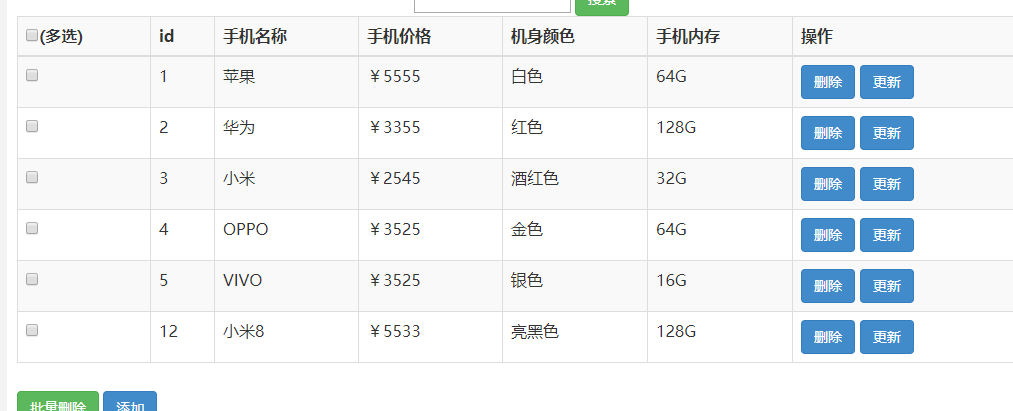 搜索
(多选) id 手机名称 手机价格 机身颜色 手机内存 操作
1 苹果 ￥5555 白色 64G 删除 更新
2 华为 ￥3355 红色 128G 删除 更新
3 小米 ￥2545 酒红色 32G 删除 更新
4 OPPO ￥3525 金色 64G 删除 更新
5 VIVO ￥3525 银色 16G 删除 更新
12 小米8 ￥5533 亮黑色 128G 删除 更新
批量删除 添加